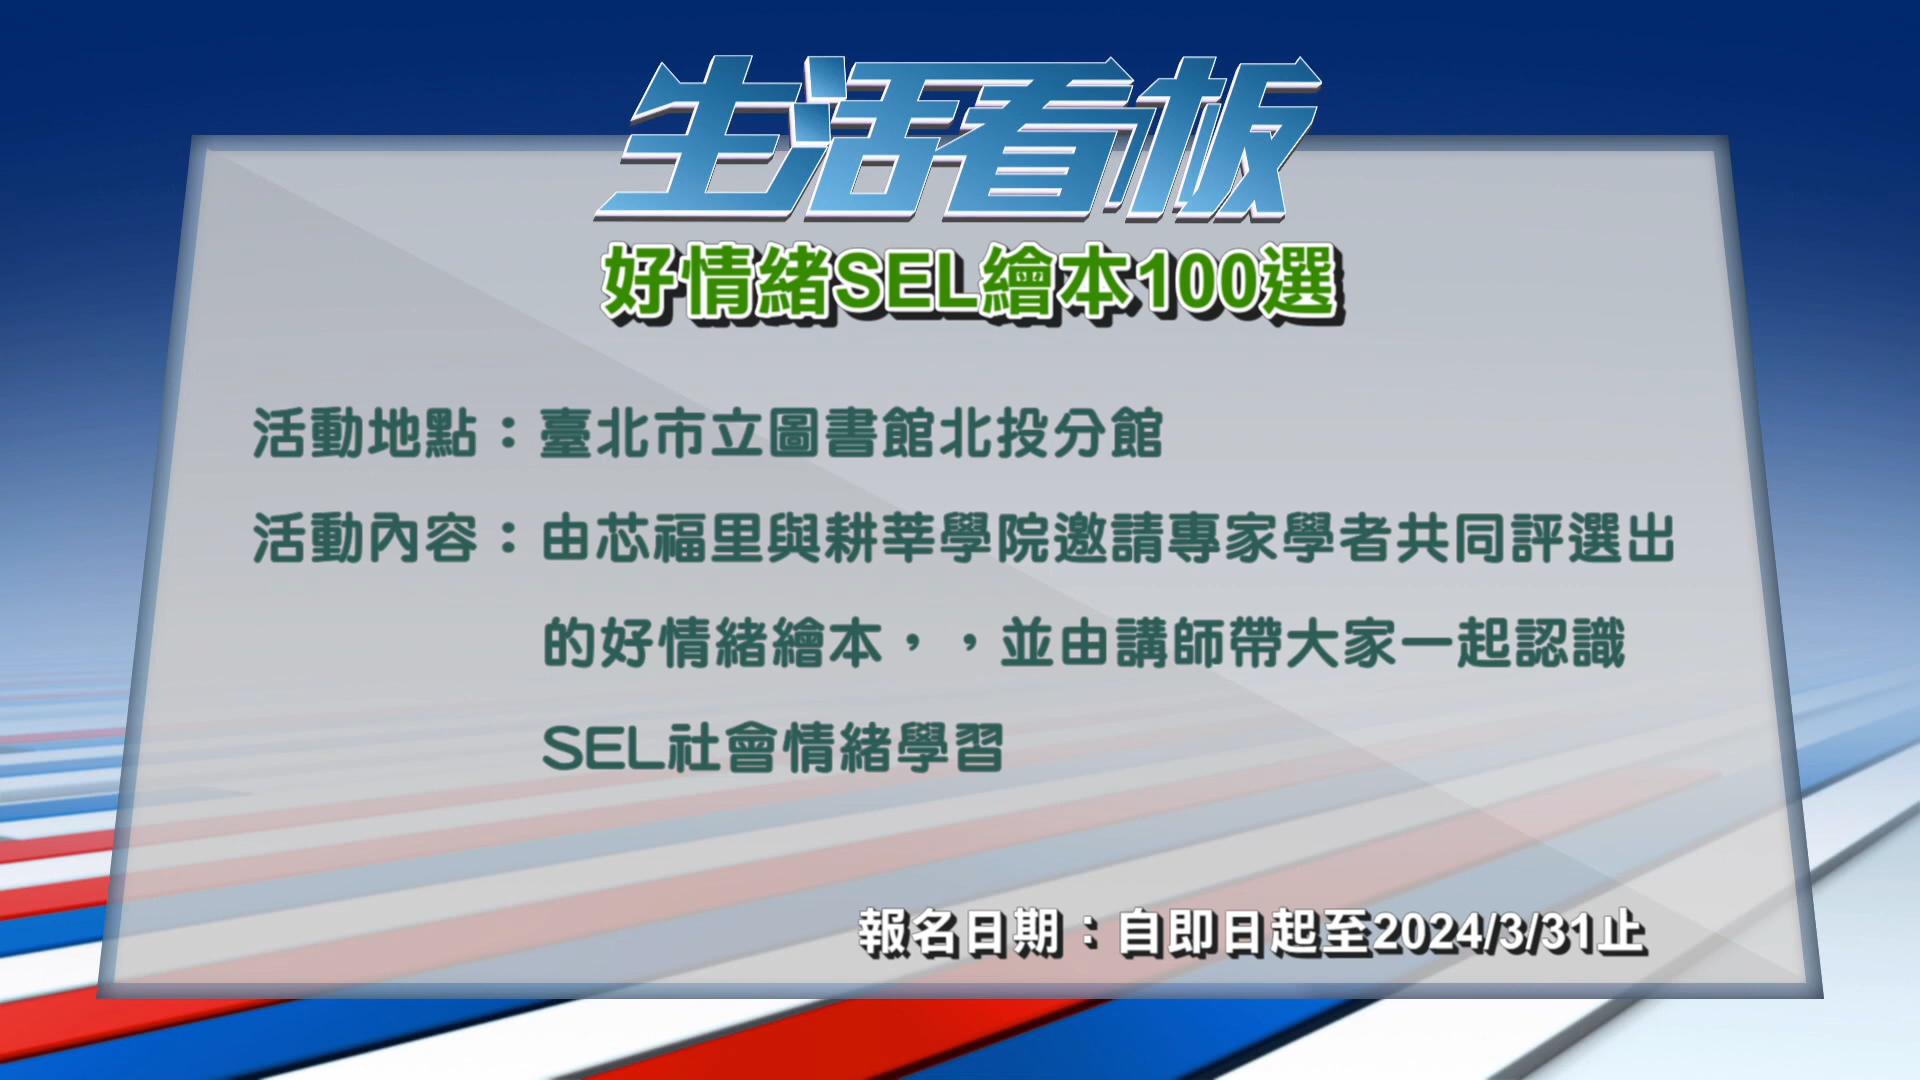 生活看板
好情緒SEL繪本100選
活動地點：臺北市立圖書館北投分館
活動內容：由芯福里與耕莘學院邀請專家學者共同評選出
的好情緒繪本，，並由講師帶大家一起認識
SEL社會情緒學習
報名日期：自即日起至2024/3/31止